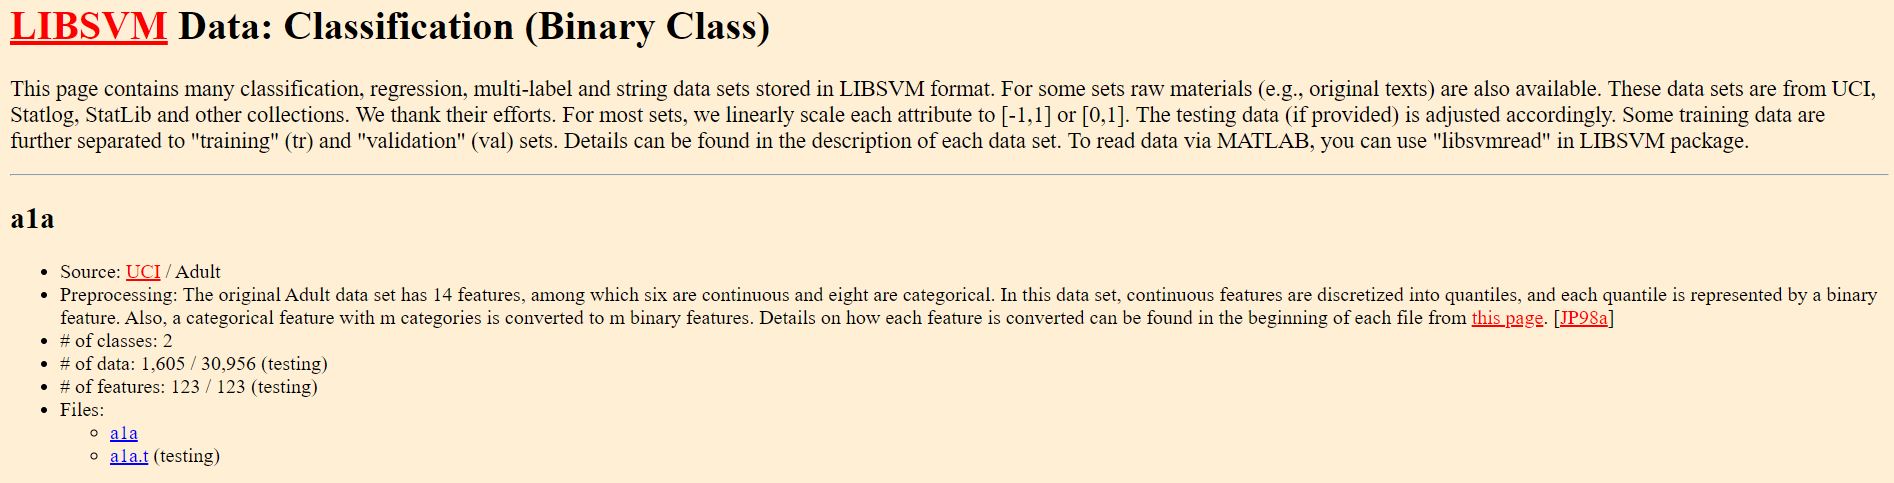 LIBSVM Data: Classification (Binary Class)
This page contains many classification, regression, multi-label and string data sets stored in LIBSVM format. For some sets raw materials (e.g., original texts) are also available. These data sets are from UCI,
Statlog, StatLib and other collections. We thank their efforts. For most sets, we linearly scale each attribute to [-1,1] or [0,1]. The testing data (if provided) is adjusted accordingly. Some training data are
further separated to "training" (tr) and "validation" (val) sets. Details can be found in the description of each data set. To read data via MATLAB, you can use "libsvmread" in LIBSVM package.
a1a
• Source: UCI / Adult
• Preprocessing: The original Adult data set has 14 features, among which six are continuous and eight are categorical. In this data set, continuous features are discretized into quantiles, and each quantile is represented by a binary
feature. Also, a categorical feature with m categories is converted to m binary features. Details on how each feature is converted can be found in the beginning of each file from this page. [JP98a]
• # of classes: 2
• # of data: 1,605 / 30,956 (testing)
• # of features: 123 / 123 (testing)
• Files:
◦ a1a
◦ a1a.t (testing)